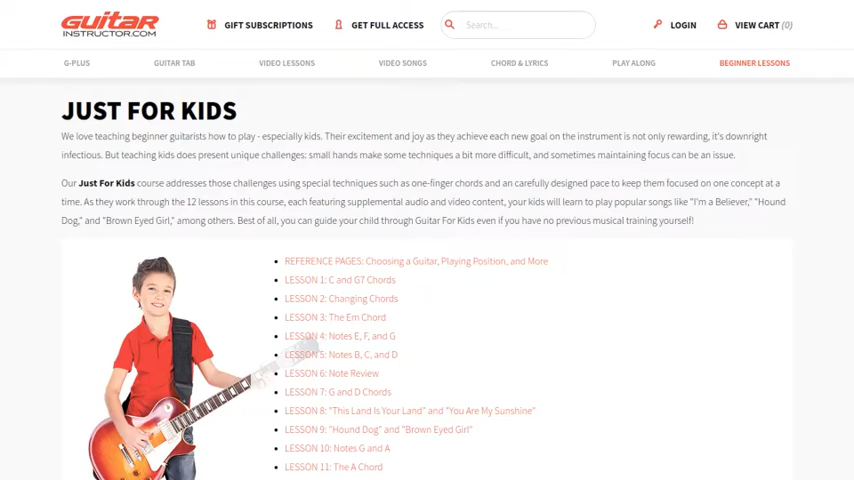 GUITAR
INSTRUCTOR.COM
GIFT SUBSCRIPTIONS
GET FULL ACCESS
Search...
LOGIN
VIEW CART (0)
G-PLUS
GUITAR TAB
VIDEO LESSONS
VIDEO SONGS
CHORD & LYRICS
PLAY ALONG
BEGINNER LESSONS
JUST FOR KIDS
We love teaching beginner guitarists how to play - especially kids. Their excitement and joy as they achieve each new goal on the instrument is not only rewarding, it's downright
infectious. But teaching kids does present unique challenges: small hands make some techniques a bit more difficult, and sometimes maintaining focus can be an issue.
Our Just For Kids course addresses those challenges using special techniques such as one-finger chords and an carefully designed pace to keep them focused on one concept at a
time. As they work through the 12 lessons in this course, each featuring supplemental audio and video content, your kids will learn to play popular songs like "I'm a Believer," "Hound
Dog," and "Brown Eyed Girl," among others. Best of all, you can guide your child through Guitar For Kids even if you have no previous musical training yourself!
REFERENCE PAGES: Choosing a Guitar, Playing Position, and More
LESSON 1: C and G7 Chords
LESSON 2: Changing Chords
LESSON 3: The Em Chord
LESSON 4: Notes E, F, and G
LESSON 5: Notes B, C, and D
LESSON 6: Note Review
LESSON 7: G and D Chords
LESSON 8: "This Land Is Your Land" and "You Are My Sunshine"
LESSON 9: "Hound Dog" and "Brown Eyed Girl"
LESSON 10: Notes G and A
LESSON 11: The A Chord